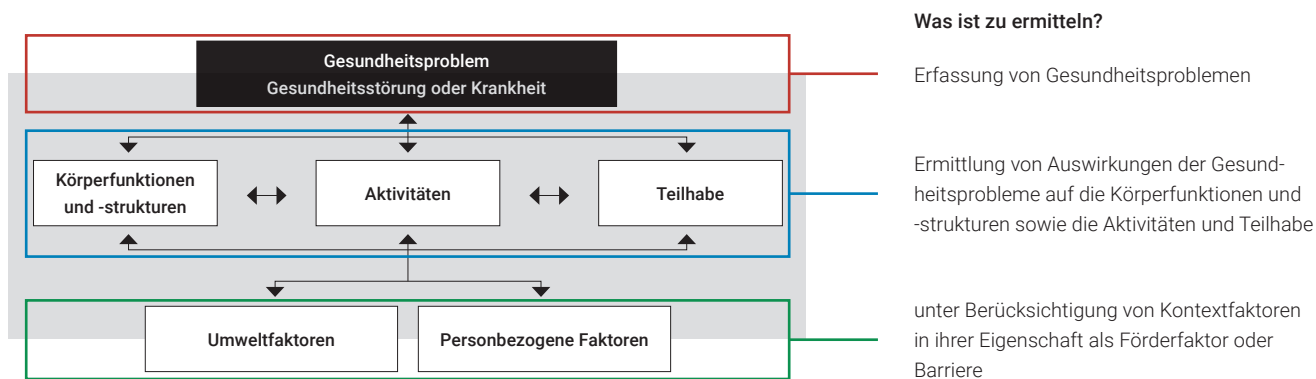 Was ist zu ermitteln?
Gesundheitsproblem
Gesundheitsstörung oder Krankheit
Erfassung von Gesundheitsproblemen
Körperfunktionen
und -strukturen
Aktivitäten
Teilhabe
Ermittlung von Auswirkungen der Gesund-
heitsprobleme auf die Körperfunktionen und
-strukturen sowie die Aktivitäten und Teilhabe
Umweltfaktoren
Personbezogene Faktoren
unter Berücksichtigung von Kontextfaktoren
in ihrer Eigenschaft als Förderfaktor oder
Barriere